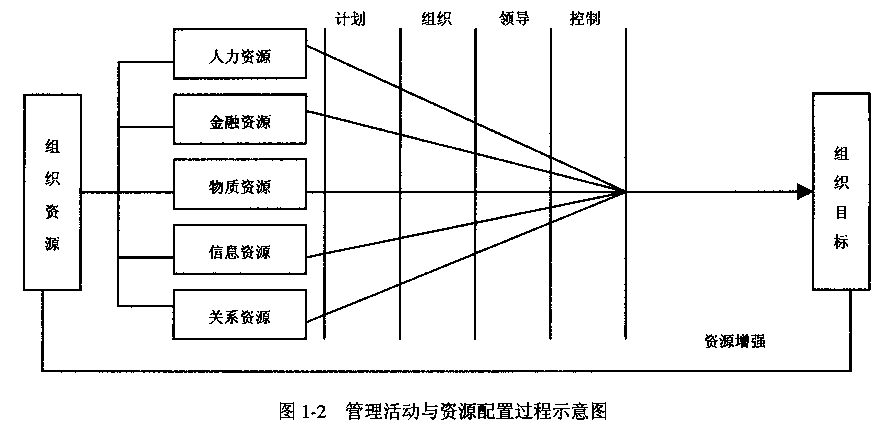 计划
组织
领导
控制
人力资源
金融资源
物质资源
信息资源
关系资源
组织资源
组织目标
资源增强
图 1-2 管理活动与资源配置过程示意图